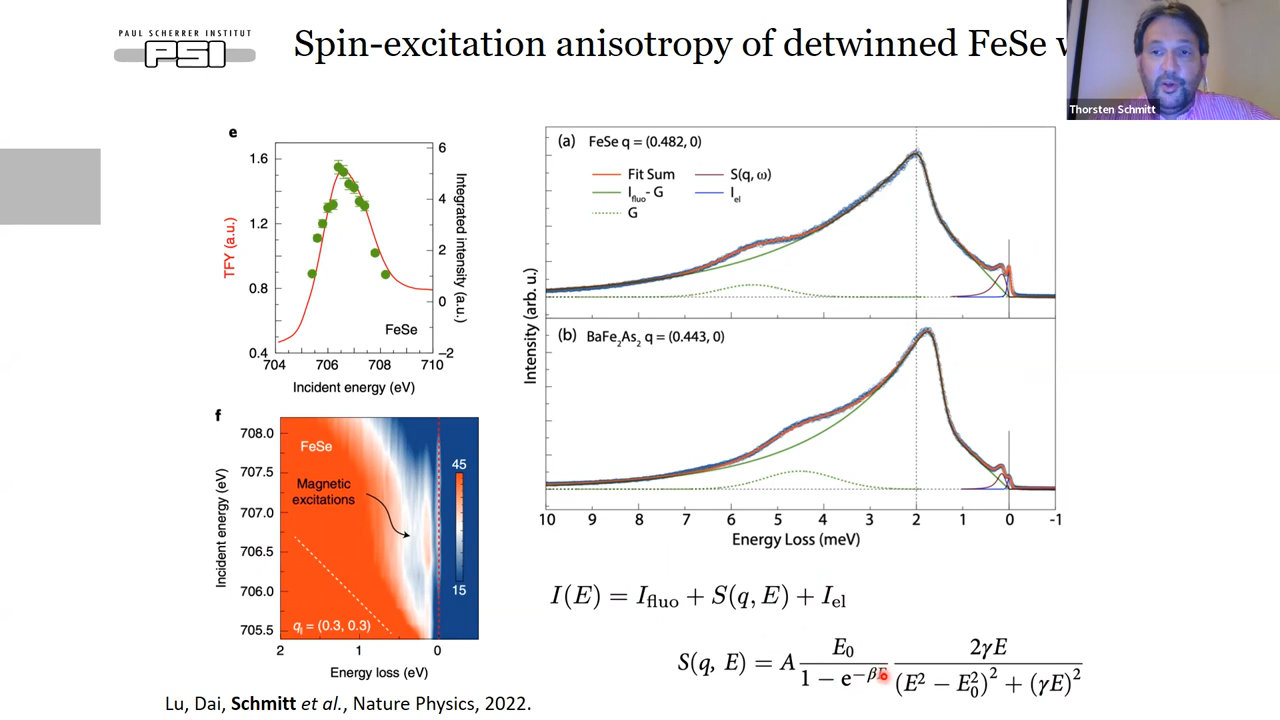 PAUL SCHERRER INSTITUT
PSI
Spin-excitation anisotropy of detwinned FeSe
Thorsten Schmitt
e
1.6
1.2
0.8
0.4
TFY (a.u.)
6
4
2
0
−2
Integrated intensity (a.u.)
FeSe
704 706 708 710
Incident energy (eV)
f
708.0
707.5
707.0
706.5
706.0
705.5
Incident energy (eV)
FeSe
Magnetic
excitations
45
15
q∥ = (0.3, 0.3)
2 1 0
Energy loss (eV)
(a) FeSe q = (0.482, 0)
Fit Sum S(q, ω)
Ifluo- G Iel
G
(b) BaFe2As2 q = (0.443, 0)
Intensity (arb. u.)
10 9 8 7 6 5 4 3 2 1 0 -1
Energy Loss (meV)
I(E) = Ifluo + S(q, E) + Iel
S(q, E) = A E0 / (1 − e−βE) 2γE / ((E² − E0²)² + (γE)²)
Lu, Dai, Schmitt et al., Nature Physics, 2022.